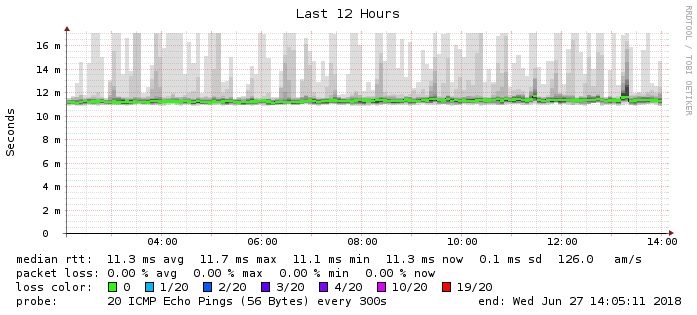 Last 12 Hours
RRDTOOL / TOBI OETIKER
Seconds
16 m
14 m
12 m
10 m
8 m
6 m
4 m
2 m
0
04:00 06:00 08:00 10:00 12:00 14:00
median rtt: 11.3 ms avg 11.7 ms max 11.1 ms min 11.3 ms now 0.1 ms sd 126.0 am/s
packet loss: 0.00 % avg 0.00 % max 0.00 % min 0.00 % now
loss color: 0 1/20 2/20 3/20 4/20 10/20 19/20
probe: 20 ICMP Echo Pings (56 Bytes) every 300s end: Wed Jun 27 14:05:11 2018